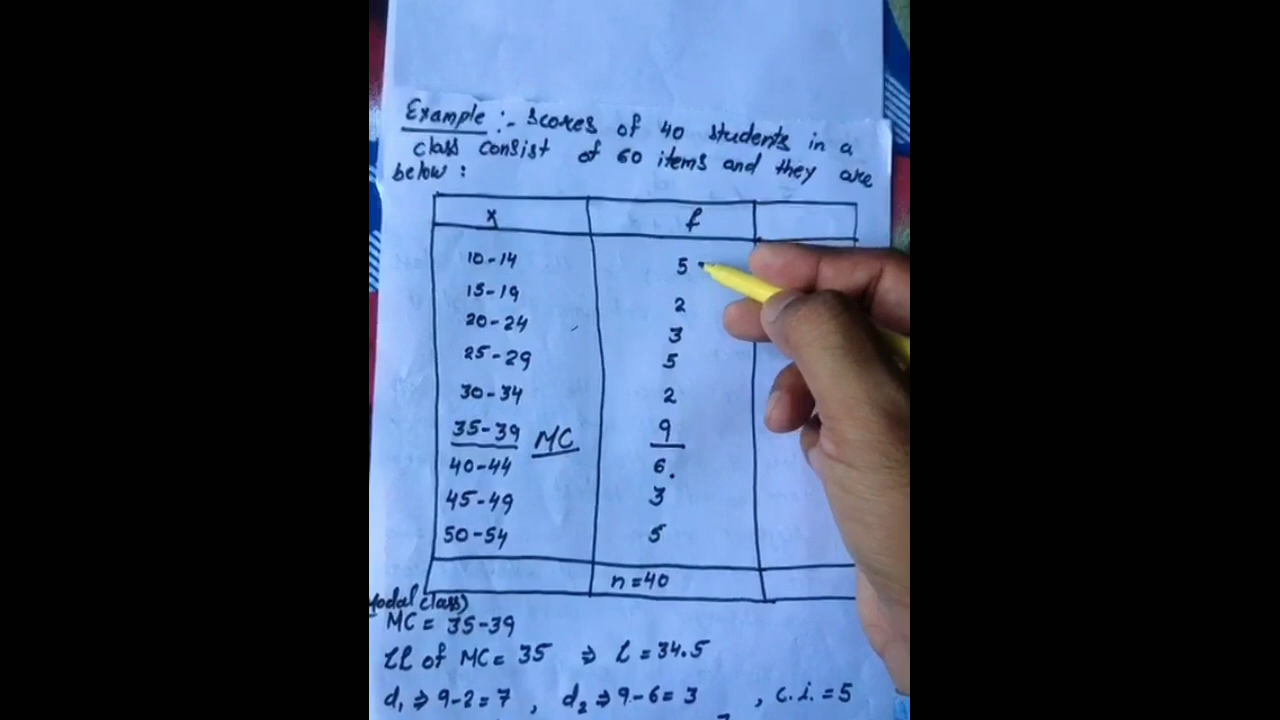 Example :- Scores of 40 students in a
class consist of 60 items and they are
below :
x f
10-14 5
15-19 2
20-24 3
25-29 5
30-34 2
35-39 MC 9
40-44 6.
45-49 3
50-54 5
n=40
Modal class)
MC = 35-39
LL of MC = 35 ⇒ L = 34.5
d₁ ⇒ 9-2=7 , d₂ ⇒ 9-6= 3 , c.i. = 5